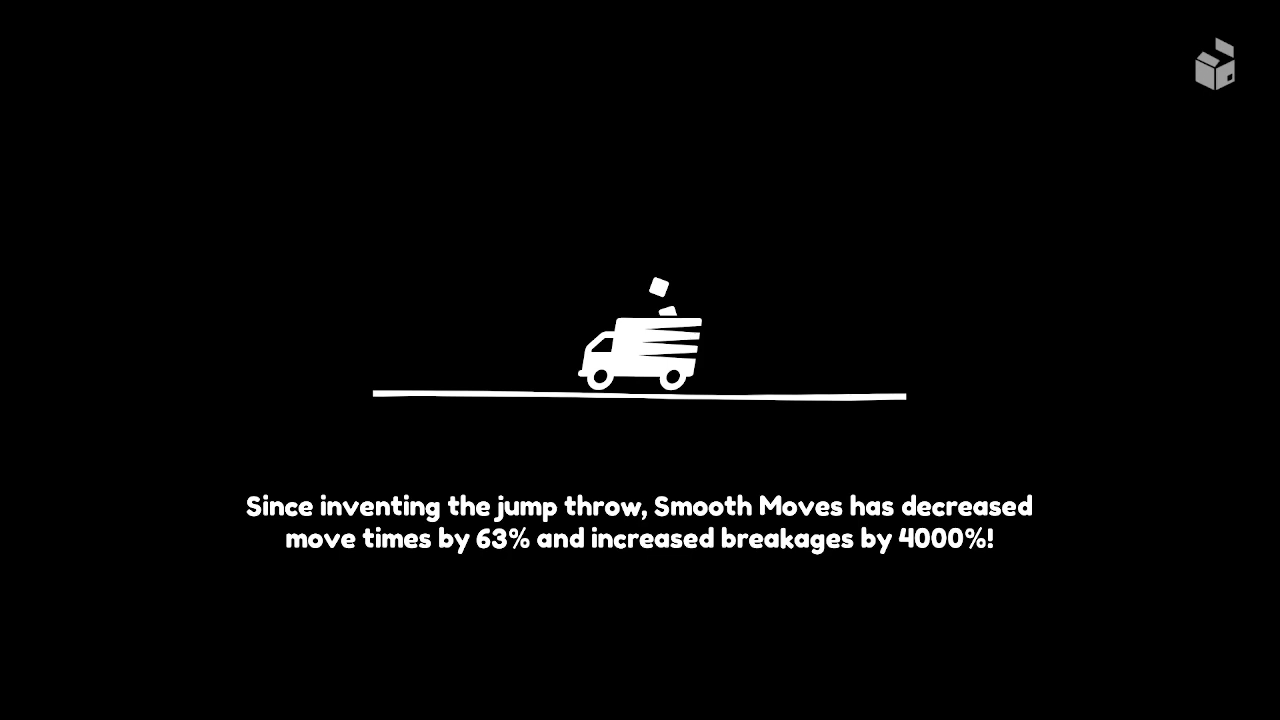 Since inventing the jump throw, Smooth Moves has decreased
move times by 63% and increased breakages by 4000%!